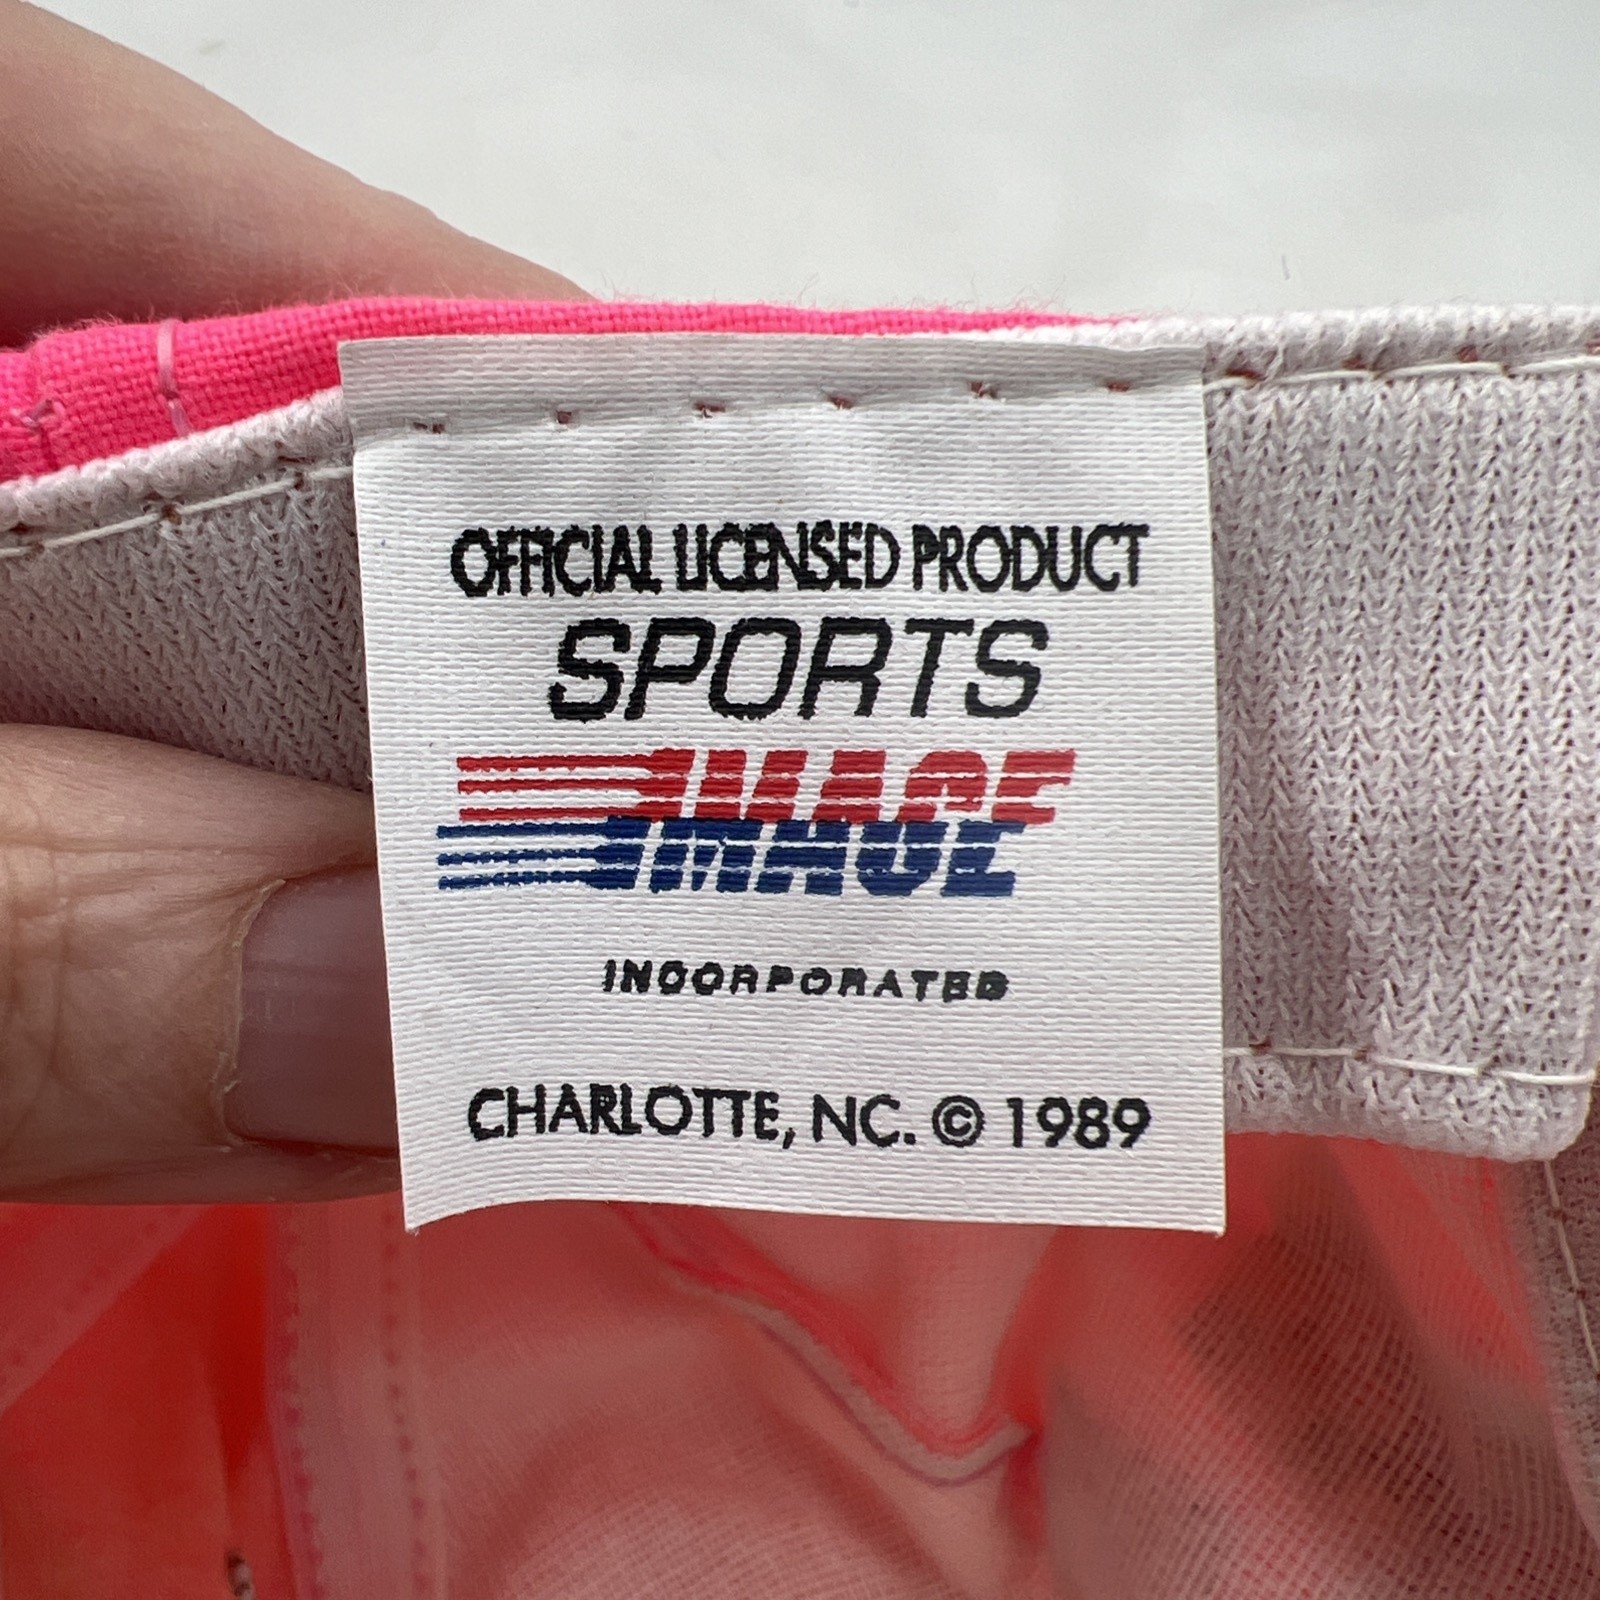 OFFICIAL LICENSED PRODUCT
SPORTS
IMAGE
INCORPORATED
CHARLOTTE, NC. © 1989